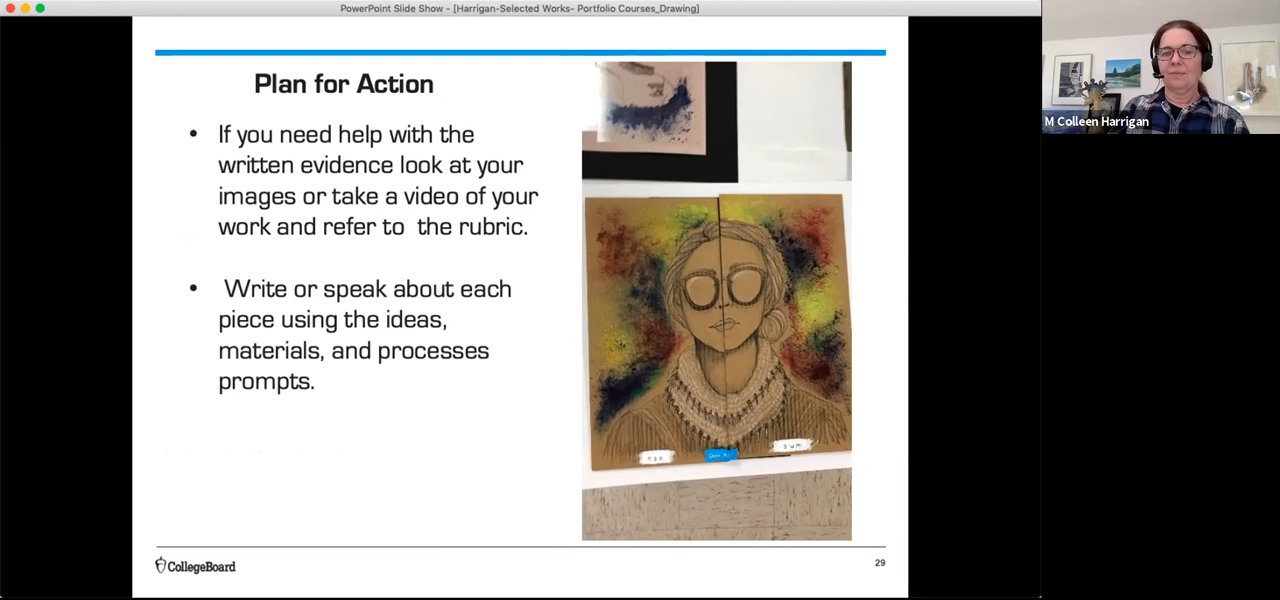 PowerPoint Slide Show - [Harrigan-Selected Works- Portfolio Courses_Drawing]
M Colleen Harrigan
Plan for Action
• If you need help with the
written evidence look at your
images or take a video of your
work and refer to the rubric.
• Write or speak about each
piece using the ideas,
materials, and processes
prompts.
sum
CollegeBoard
29